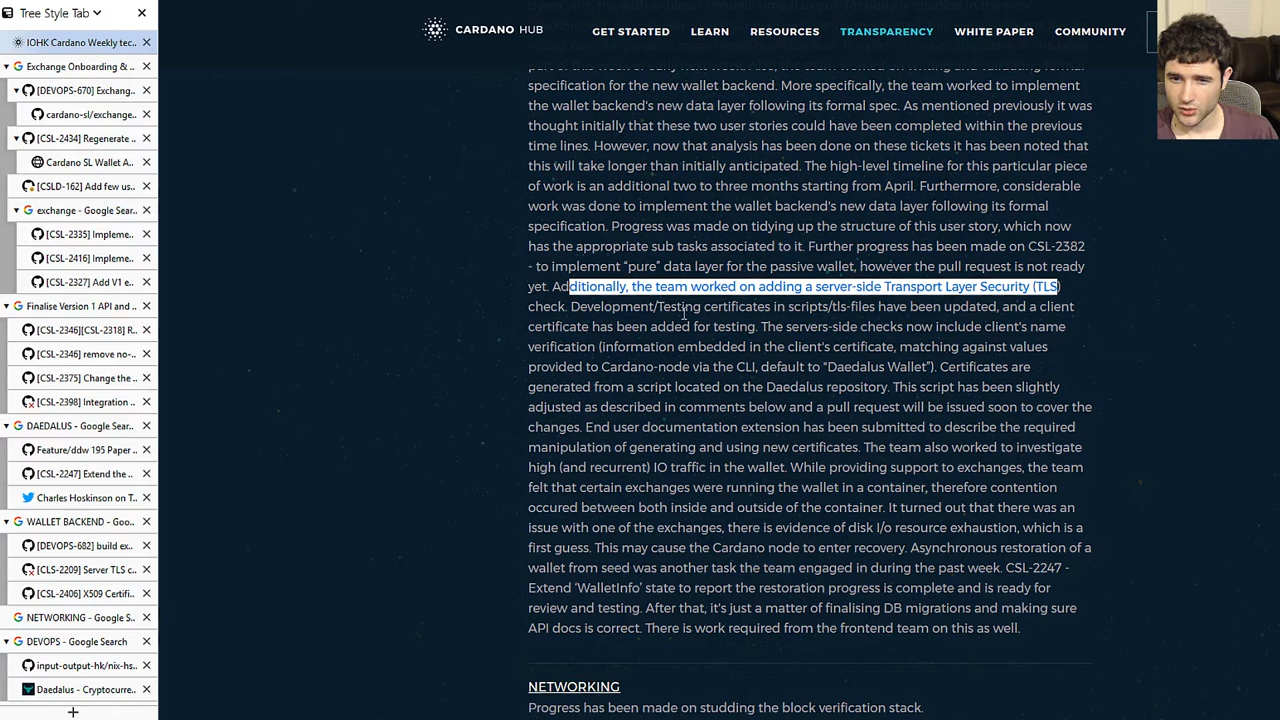 Tree Style Tab
IOHK Cardano Weekly tec..
Exchange Onboarding & ..
[DEVOPS-670] Exchang..
cardano-sl/exchange..
[CSL-2434] Regenerate ..
Cardano SL Wallet A..
[CSLD-162] Add few us..
exchange - Google Sear..
[CSL-2335] Impleme..
[CSL-2416] Impleme..
[CSL-2327] Add V1 e..
Finalise Version 1 API and ..
[CSL-2346][CSL-2318] R..
[CSL-2346] remove no-..
[CSL-2375] Change the ..
[CSL-2398] Integration ..
DAEDALUS - Google Sear..
Feature/ddw 195 Paper ..
[CSL-2247] Extend the ..
Charles Hoskinson on T..
WALLET BACKEND - Goo..
[DEVOPS-682] build ex..
[CLS-2209] Server TLS c..
[CSL-2406] X509 Certifi..
NETWORKING - Google S..
DEVOPS - Google Search
input-output-hk/nix-hs..
Daedalus - Cryptocurre..
CARDANO HUB
GET STARTED LEARN RESOURCES TRANSPARENCY WHITE PAPER COMMUNITY
specification for the new wallet backend. More specifically, the team worked to implement
the wallet backend's new data layer following its formal spec. As mentioned previously it was
thought initially that these two user stories could have been completed within the previous
time lines. However, now that analysis has been done on these tickets it has been noted that
this will take longer than initially anticipated. The high-level timeline for this particular piece
of work is an additional two to three months starting from April. Furthermore, considerable
work was done to implement the wallet backend's new data layer following its formal
specification. Progress was made on tidying up the structure of this user story, which now
has the appropriate sub tasks associated to it. Further progress has been made on CSL-2382
- to implement “pure” data layer for the passive wallet, however the pull request is not ready
yet. Additionally, the team worked on adding a server-side Transport Layer Security (TLS)
check. Development/Testing certificates in scripts/tls-files have been updated, and a client
certificate has been added for testing. The servers-side checks now include client's name
verification (information embedded in the client's certificate, matching against values
provided to Cardano-node via the CLI, default to "Daedalus Wallet”). Certificates are
generated from a script located on the Daedalus repository. This script has been slightly
adjusted as described in comments below and a pull request will be issued soon to cover the
changes. End user documentation extension has been submitted to describe the required
manipulation of generating and using new certificates. The team also worked to investigate
high (and recurrent) IO traffic in the wallet. While providing support to exchanges, the team
felt that certain exchanges were running the wallet in a container, therefore contention
occured between both inside and outside of the container. It turned out that there was an
issue with one of the exchanges, there is evidence of disk I/o resource exhaustion, which is a
first guess. This may cause the Cardano node to enter recovery. Asynchronous restoration of a
wallet from seed was another task the team engaged in during the past week. CSL-2247 -
Extend ‘WalletInfo’ state to report the restoration progress is complete and is ready for
review and testing. After that, it's just a matter of finalising DB migrations and making sure
API docs is correct. There is work required from the frontend team on this as well.
NETWORKING
Progress has been made on studding the block verification stack.